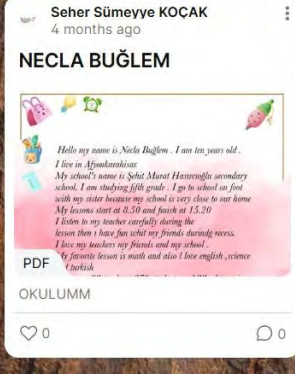 Seher Sümeyye KOÇAK
4 months ago
NECLA BUĞLEM
Hello my name is Necla Buğlem . I am ten years old .
I live in Afyonkarahisar.
My school's name is Şehit Murat Hasırcıoğlu secondary
school. I am studying fifth grade . I go to school on foot
with my sister because my school is very close to our home
My lessons start at 8.50 and finish at 15.20
I listen to my teacher carefully during the
lesson then ı have fun whit my friends durindg recess.
I love my teachers my friends and my school .
My favorite lesson is math and also I love english ,science
turkish
PDF
OKULUMM
0
0